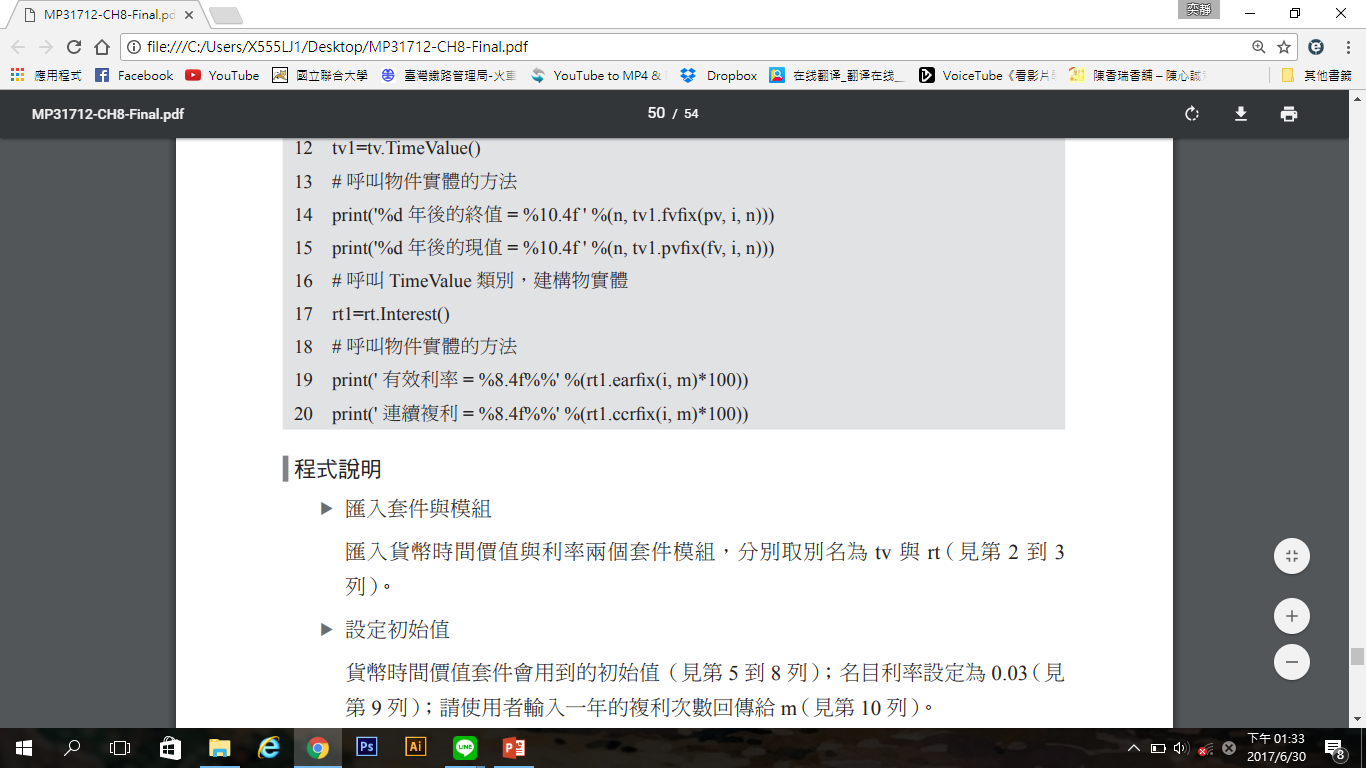 MP31712-CH8-Final.pd
奕靜
file:///C:/Users/X555LJ1/Desktop/MP31712-CH8-Final.pdf
應用程式 Facebook YouTube 國立聯合大學 臺灣鐵路管理局-火車 YouTube to MP4 & Dropbox 在线翻译_翻译在线_ VoiceTube《看影片 陳香瑞香舖 – 陳心誠 其他書籤
MP31712-CH8-Final.pdf 50 / 54
12 tv1=tv.TimeValue()
13 # 呼叫物件實體的方法
14 print('%d 年後的終值 = %10.4f ' %(n, tv1.fvfix(pv, i, n)))
15 print('%d 年後的現值 = %10.4f ' %(n, tv1.pvfix(fv, i, n)))
16 # 呼叫 TimeValue 類別，建構物實體
17 rt1=rt.Interest()
18 # 呼叫物件實體的方法
19 print(' 有效利率 = %8.4f%%' %(rt1.earfix(i, m)*100))
20 print(' 連續複利 = %8.4f%%' %(rt1.ccrfix(i, m)*100))
程式說明
▶ 匯入套件與模組
匯入貨幣時間價值與利率兩個套件模組，分別取別名為 tv 與 rt（見第 2 到 3
列）。
▶ 設定初始值
貨幣時間價值套件會用到的初始值（見第 5 到 8 列）；名目利率設定為 0.03（見
第 9 列）；請使用者輸入一年的複利次數回傳給 m（見第 10 列）。
Ps Ai LINE
下午 01:33
2017/6/30
8